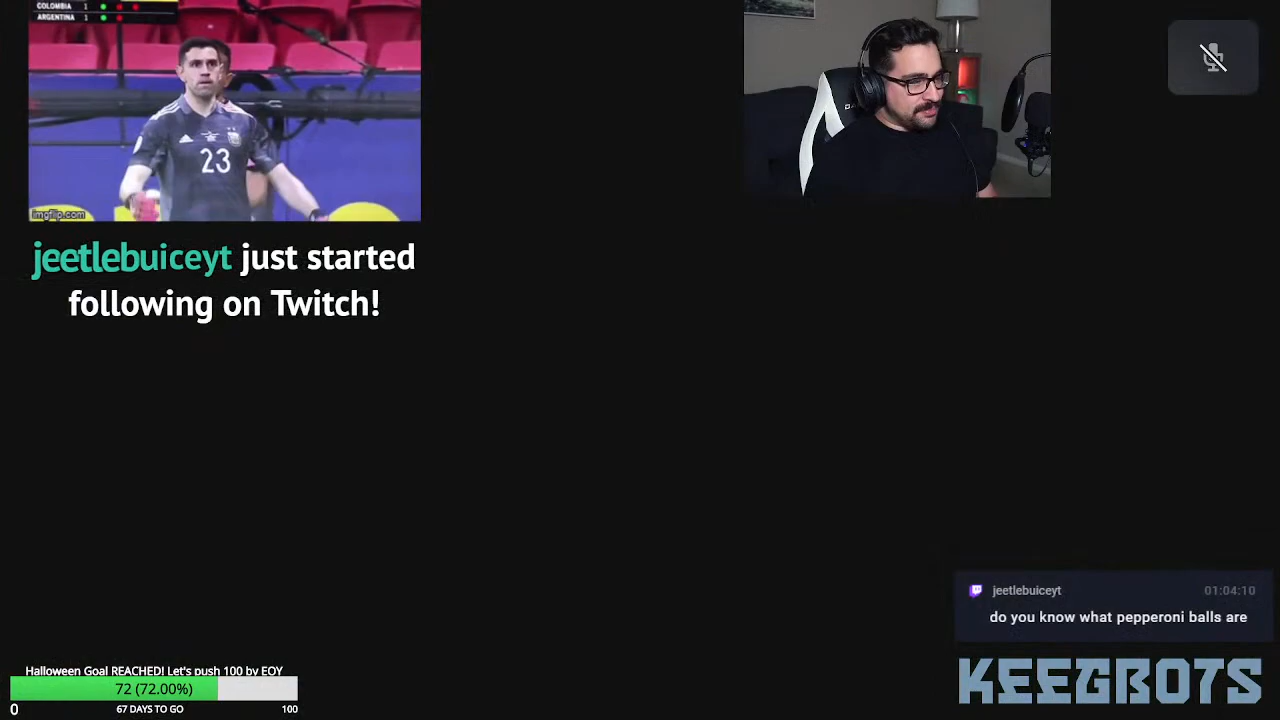 COLOMBIA 1
ARGENTINA 1
23
imgflip.com
jeetlebuiceyt just started
following on Twitch!
jeetlebuiceyt 01:04:10
do you know what pepperoni balls are
Halloween Goal REACHED! Let's push 100 by EOY
72 (72.00%)
0 67 DAYS TO GO 100
KEEGBOTS